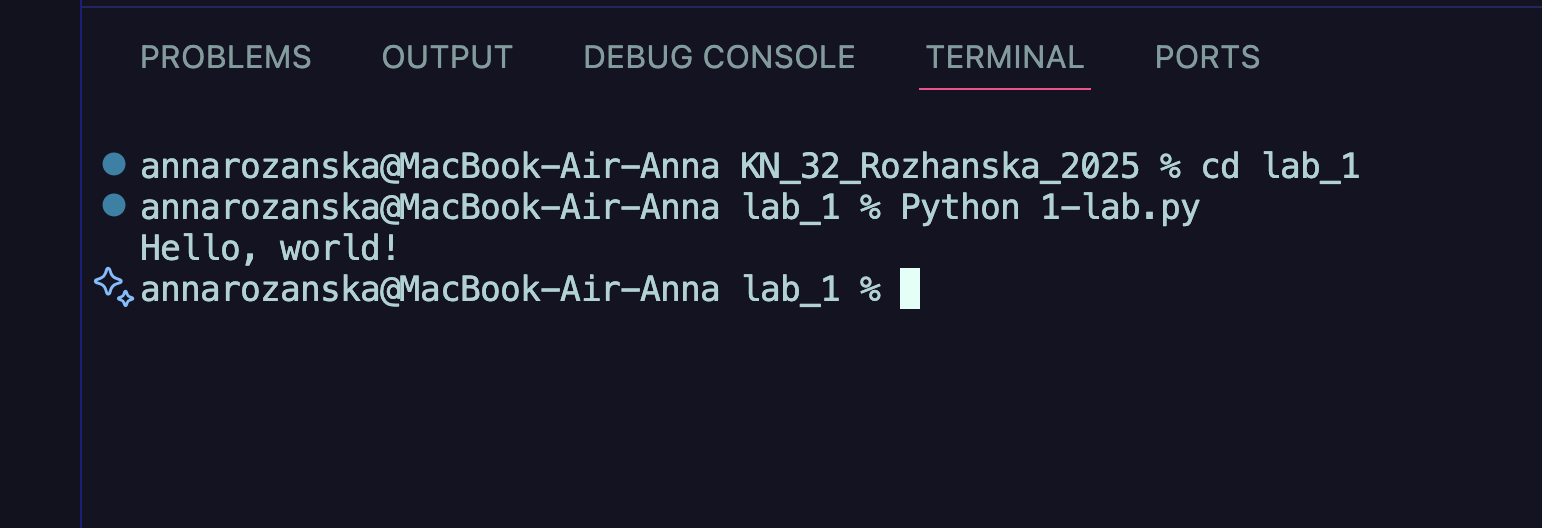 PROBLEMS OUTPUT DEBUG CONSOLE TERMINAL PORTS
annarozanska@MacBook-Air-Anna KN_32_Rozhanska_2025 % cd lab_1
annarozanska@MacBook-Air-Anna lab_1 % Python 1-lab.py
Hello, world!
annarozanska@MacBook-Air-Anna lab_1 %